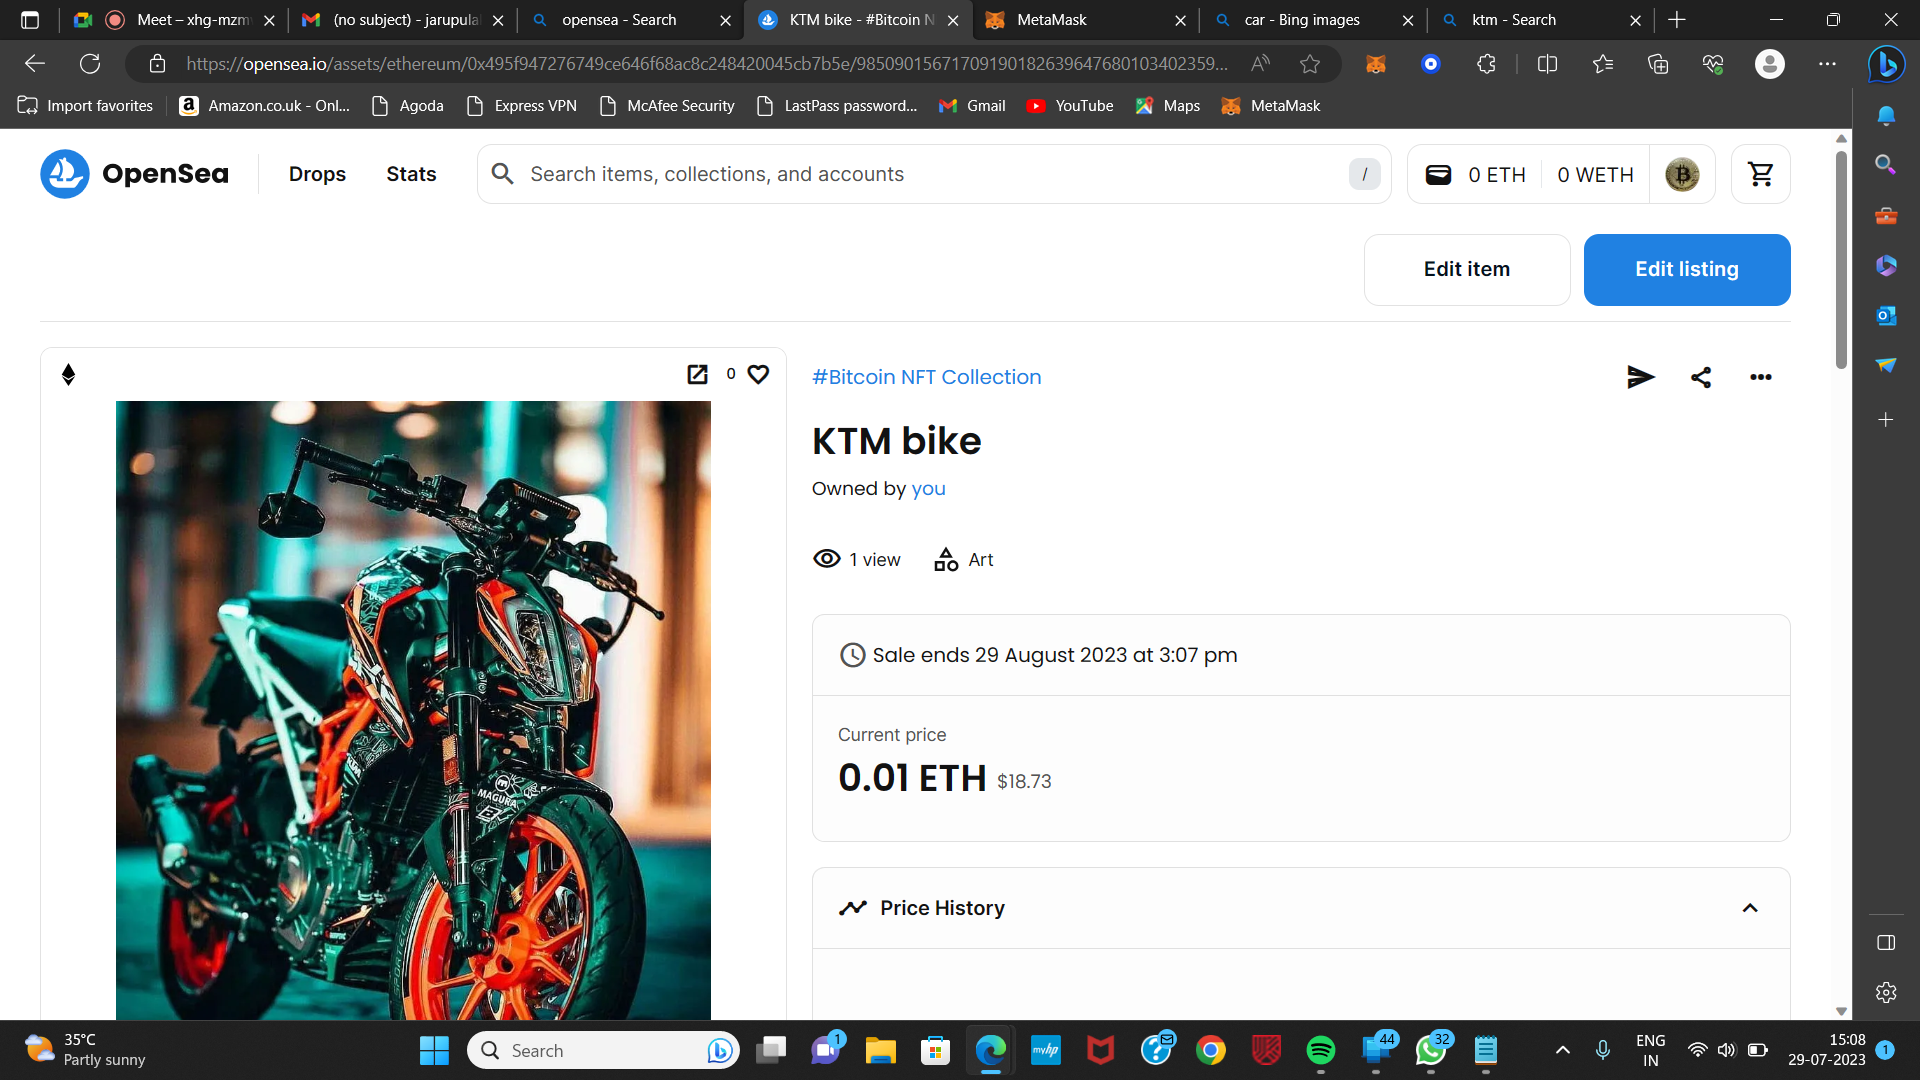 Meet – xhg-mzm
(no subject) - jarupula
opensea - Search
KTM bike - #Bitcoin N
MetaMask
car - Bing images
ktm - Search
https://opensea.io/assets/ethereum/0x495f947276749ce646f68ac8c248420045cb7b5e/98509015671709190182639647680103402359...
Import favorites
Amazon.co.uk - Onl...
Agoda
Express VPN
McAfee Security
LastPass password...
Gmail
YouTube
Maps
MetaMask
OpenSea
Drops
Stats
Search items, collections, and accounts
/
0 ETH
0 WETH
Edit item
Edit listing
0
#Bitcoin NFT Collection
KTM bike
Owned by you
1 view
Art
Sale ends 29 August 2023 at 3:07 pm
Current price
0.01 ETH $18.73
Price History
MAGURA
35°C
Partly sunny
Search
1
myhp
44
32
ENG
IN
15:08
29-07-2023
1